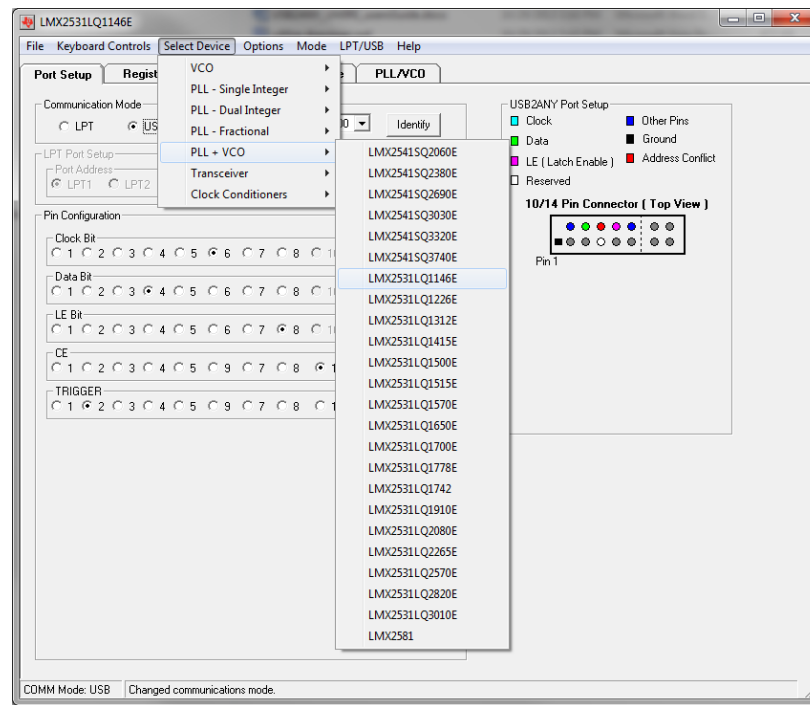 LMX2531LQ1146E
File Keyboard Controls Select Device Options Mode LPT/USB Help
Port Setup PLL/VCO
VCO
PLL - Single Integer
PLL - Dual Integer
PLL - Fractional
PLL + VCO
Transceiver
Clock Conditioners
LMX2541SQ2060E
LMX2541SQ2380E
LMX2541SQ2690E
LMX2541SQ3030E
LMX2541SQ3320E
LMX2541SQ3740E
LMX2531LQ1146E
LMX2531LQ1226E
LMX2531LQ1312E
LMX2531LQ1415E
LMX2531LQ1500E
LMX2531LQ1515E
LMX2531LQ1570E
LMX2531LQ1650E
LMX2531LQ1700E
LMX2531LQ1778E
LMX2531LQ1742
LMX2531LQ1910E
LMX2531LQ2080E
LMX2531LQ2265E
LMX2531LQ2570E
LMX2531LQ2820E
LMX2531LQ3010E
LMX2581
Communication Mode
LPT US
Identify
LPT Port Setup
Port Address
LPT1 LPT2
Pin Configuration
Clock Bit
1 2 3 4 5 6 7 8
Data Bit
1 2 3 4 5 6 7 8
LE Bit
1 2 3 4 5 6 7 8
CE
1 2 3 4 5 9 7 8
TRIGGER
1 2 3 4 5 9 7 8
USB2ANY Port Setup
Clock Other Pins
Data Ground
LE ( Latch Enable ) Address Conflict
Reserved
10/14 Pin Connector ( Top View )
Pin 1
COMM Mode: USB Changed communications mode.